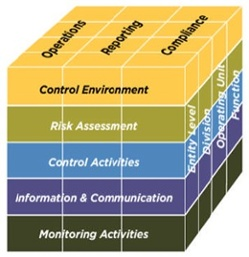 Operations
Reporting
Compliance
Control Environment
Risk Assessment
Control Activities
Information & Communication
Monitoring Activities
Entity Level
Division
Operating Unit
Function